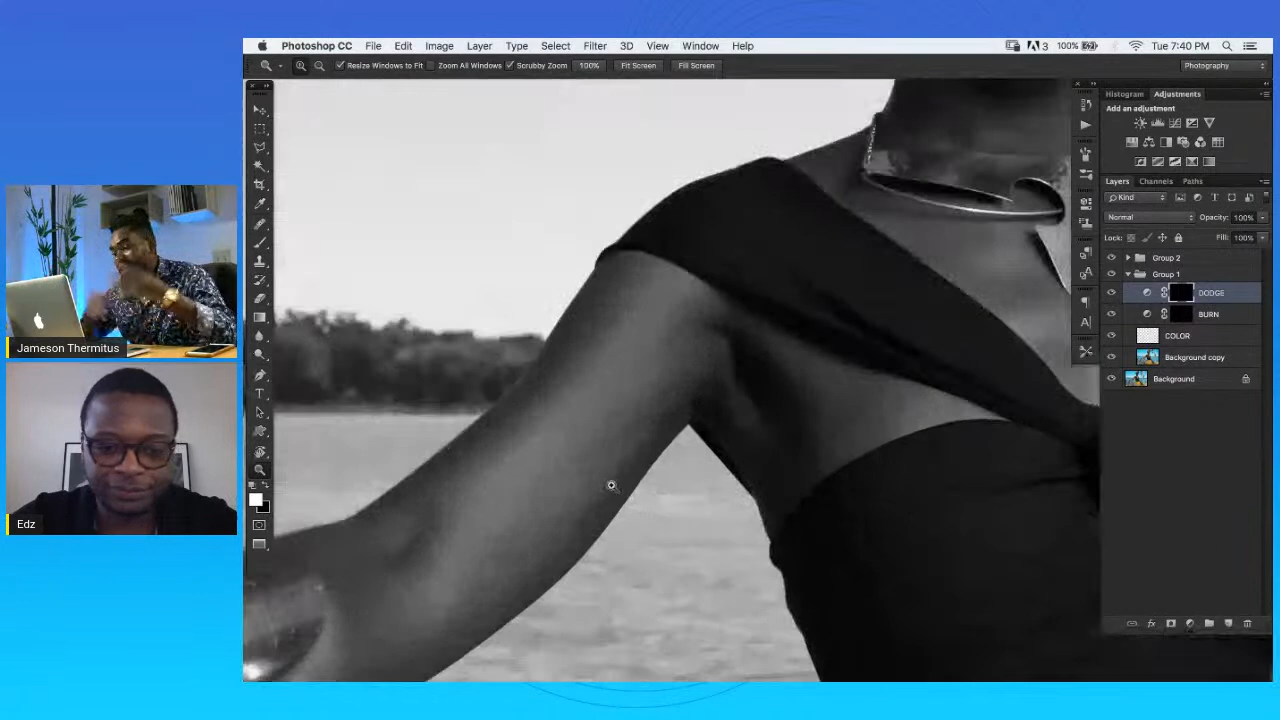 Photoshop CC File Edit Image Layer Type Select Filter 3D View Window Help 3 100% Tue 7:40 PM
Resize Windows to Fit Zoom All Windows Scrubby Zoom 100% Fit Screen Fill Screen Photography
Histogram Adjustments
Add an adjustment
Layers Channels Paths
Kind
Normal Opacity: 100%
Lock: Fill: 100%
Group 2
Group 1
DODGE
BURN
COLOR
Background copy
Background
Jameson Thermitus
Edz